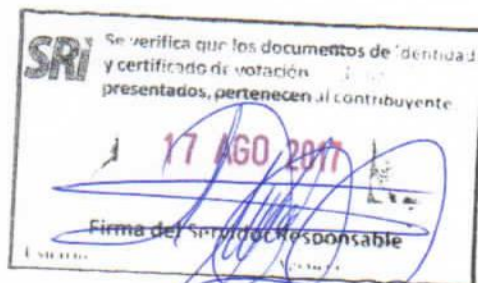 SRi
Se verifica que los documentos de identidad
y certificado de votación
presentados, pertenecen al contribuyente
17 AGO 2017
Firma del Servidor Responsable